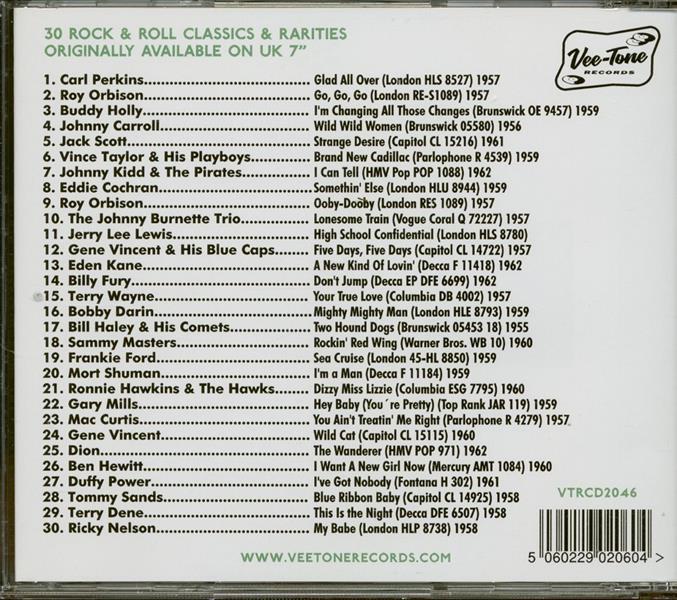 30 ROCK & ROLL CLASSICS & RARITIES
ORIGINALLY AVAILABLE ON UK 7”
Vee-Tone
RECORDS
1. Carl Perkins................Glad All Over (London HLS 8527) 1957
2. Roy Orbison................Go, Go, Go (London RE-S1089) 1957
3. Buddy Holly................I'm Changing All Those Changes (Brunswick OE 9457) 1959
4. Johnny Carroll................Wild Wild Women (Brunswick 05580) 1956
5. Jack Scott................Strange Desire (Capitol CL 15216) 1961
6. Vince Taylor & His Playboys................Brand New Cadillac (Parlophone R 4539) 1959
7. Johnny Kidd & The Pirates................I Can Tell (HMV Pop POP 1088) 1962
8. Eddie Cochran................Somethin' Else (London HLU 8944) 1959
9. Roy Orbison................Ooby-Dooby (London RES 1089) 1957
10. The Johnny Burnette Trio................Lonesome Train (Vogue Coral Q 72227) 1957
11. Jerry Lee Lewis................High School Confidential (London HLS 8780)
12. Gene Vincent & His Blue Caps................Five Days, Five Days (Capitol CL 14722) 1957
13. Eden Kane................A New Kind Of Lovin' (Decca F 11418) 1962
14. Billy Fury................Don't Jump (Decca EP DFE 6699) 1962
15. Terry Wayne................Your True Love (Columbia DB 4002) 1957
16. Bobby Darin................Mighty Mighty Man (London HLE 8793) 1959
17. Bill Haley & His Comets................Two Hound Dogs (Brunswick 05453 18) 1955
18. Sammy Masters................Rockin' Red Wing (Warner Bros. WB 10) 1960
19. Frankie Ford................Sea Cruise (London 45-HL 8850) 1959
20. Mort Shuman................I'm a Man (Decca F 11184) 1959
21. Ronnie Hawkins & The Hawks................Dizzy Miss Lizzie (Columbia ESG 7795) 1960
22. Gary Mills................Hey Baby (You´re Pretty) (Top Rank JAR 119) 1959
23. Mac Curtis................You Ain't Treatin' Me Right (Parlophone R 4279) 1957
24. Gene Vincent................Wild Cat (Capitol CL 15115) 1960
25. Dion................The Wanderer (HMV POP 971) 1962
26. Ben Hewitt................I Want A New Girl Now (Mercury AMT 1084) 1960
27. Duffy Power................I've Got Nobody (Fontana H 302) 1961
28. Tommy Sands................Blue Ribbon Baby (Capitol CL 14925) 1958
29. Terry Dene................This Is the Night (Decca DFE 6507) 1958
30. Ricky Nelson................My Babe (London HLP 8738) 1958
VTRCD2046
5 060229 020604 >
WWW.VEETONERECORDS.COM